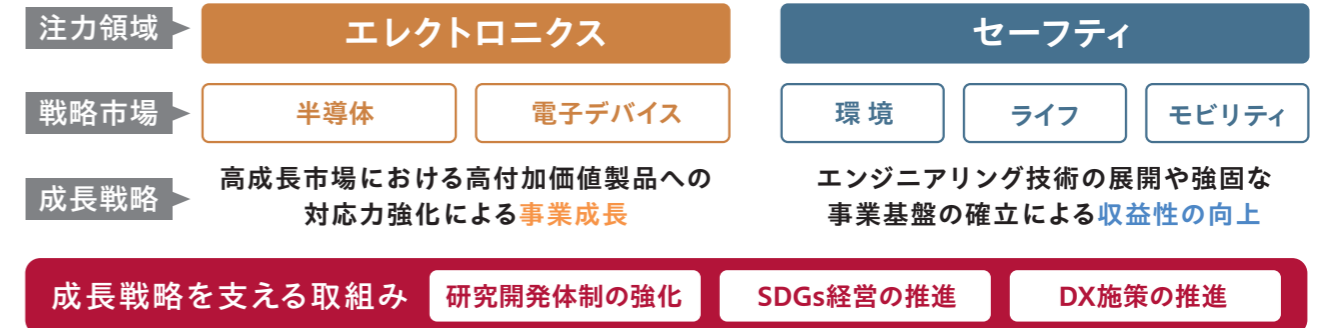 注力領域
エレクトロニクス
セーフティ
戦略市場
半導体
電子デバイス
環 境
ライフ
モビリティ
成長戦略
高成長市場における高付加価値製品への
対応力強化による事業成長
エンジニアリング技術の展開や強固な
事業基盤の確立による収益性の向上
成長戦略を支える取組み
研究開発体制の強化
SDGs経営の推進
DX施策の推進